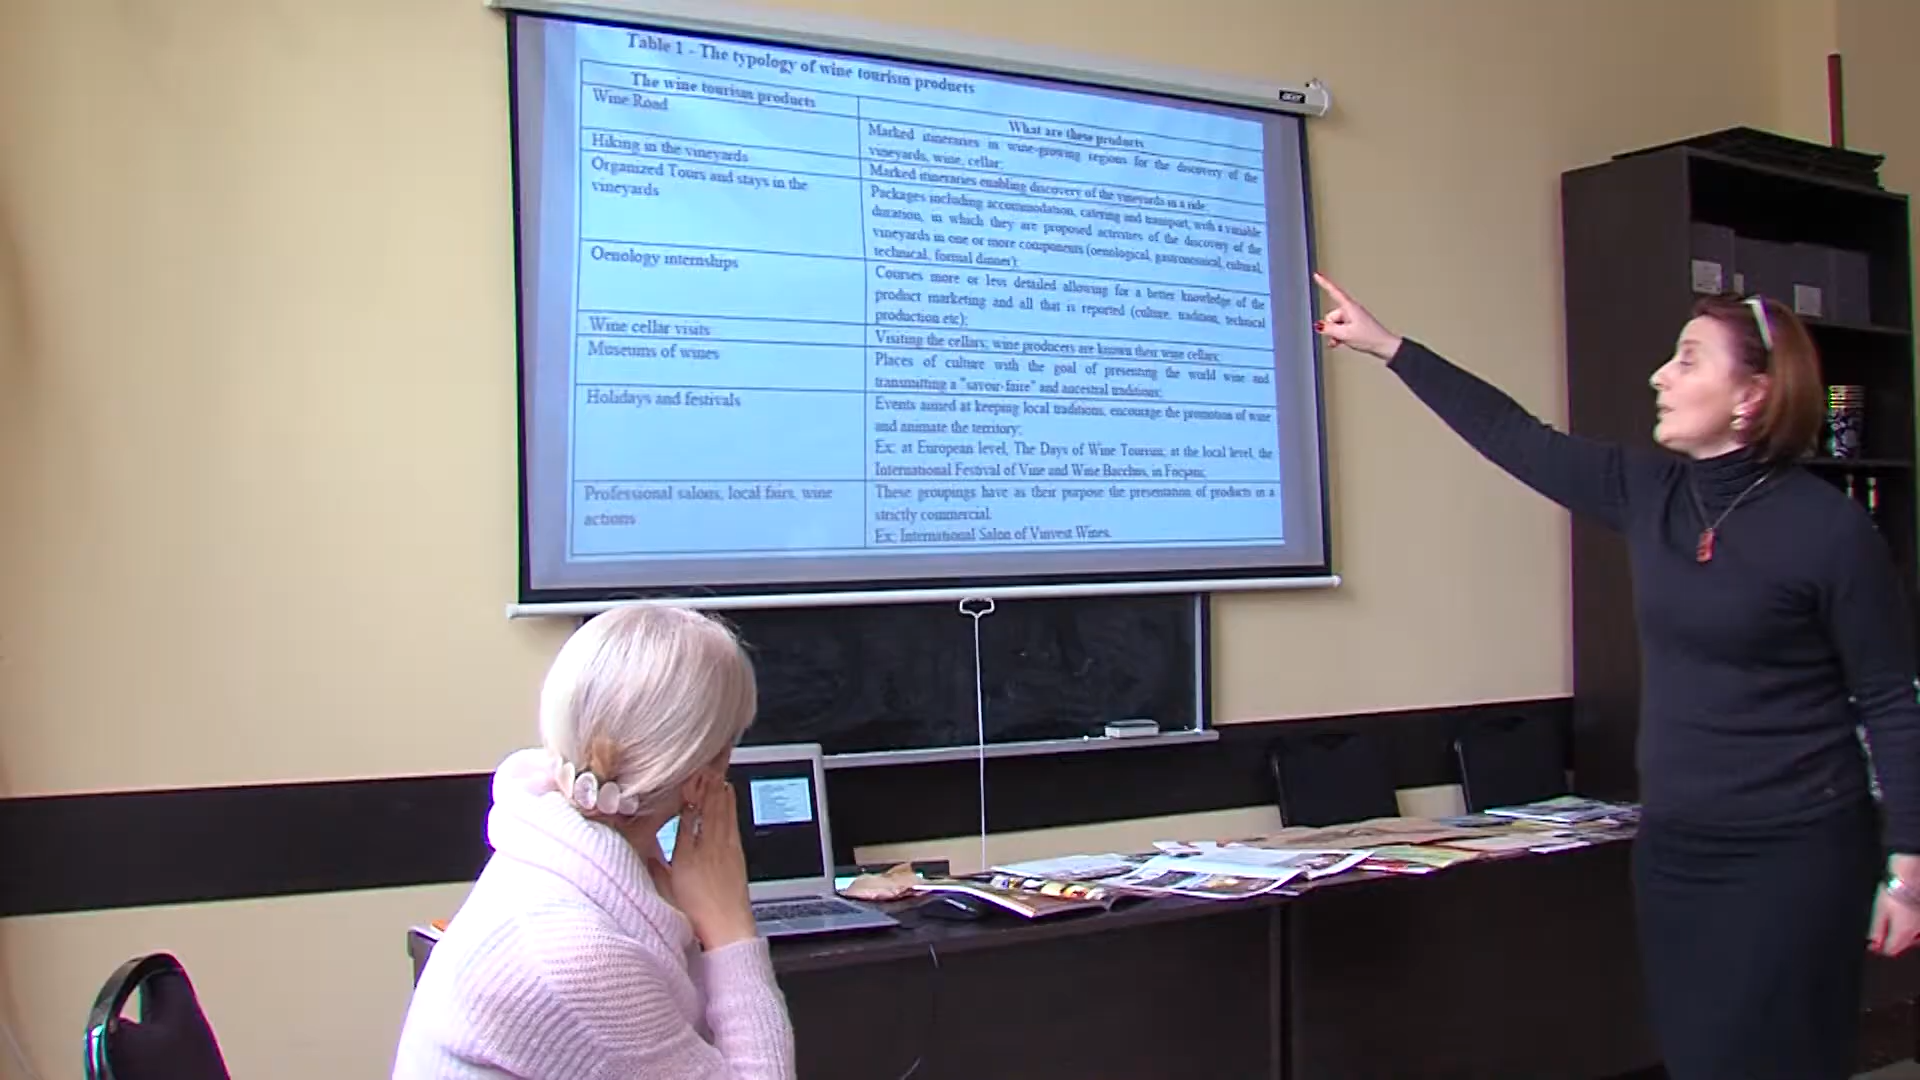 Table 1 - The typology of wine tourism products
The wine tourism products
What are these products
Wine Road
Marked itineraries in wine-growing regions for the discovery of the
vineyards, wine, cellar;
Hiking in the vineyards
Marked itineraries enabling discovery of the vineyards in a ride
Organized Tours and stays in the
vineyards
Packages including accommodation, catering and transport, with a variable
duration, in which they are proposed activities of the discovery of the
vineyards in one or more components (oenological, gastronomical, cultural,
technical, formal dinner);
Oenology internships
Courses more or less detailed allowing for a better knowledge of the
product marketing and all that is reported (culture, tradition, technical
production etc);
Wine cellar visits
Visiting the cellars, wine producers are known their wine cellars;
Museums of wines
Places of culture with the goal of presenting the world wine and
transmitting a "savoir-faire" and ancestral traditions;
Holidays and festivals
Events aimed at keeping local traditions, encourage the promotion of wine
and animate the territory;
Ex: at European level, The Days of Wine Tourism; at the local level, the
International Festival of Vine and Wine Bacchus, in Focşani;
Professional salons, local fairs, wine
actions
These groupings have as their purpose the presentation of products in a
strictly commercial.
Ex: International Salon of Vinvest Wines.
acer